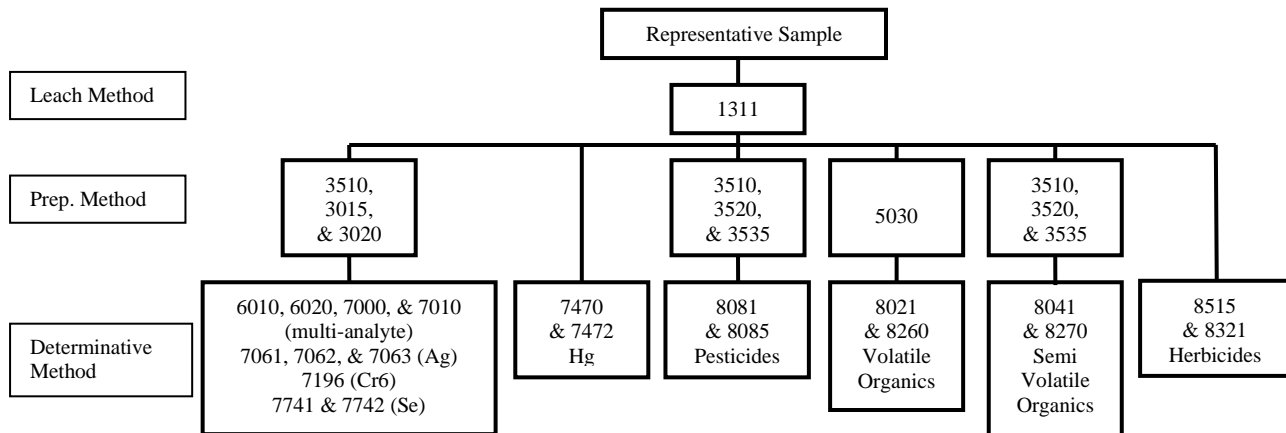 Representative Sample
Leach Method
1311
Prep. Method
3510,
3015,
& 3020
3510,
3520,
& 3535
5030
3510,
3520,
& 3535
Determinative
Method
6010, 6020, 7000, & 7010
(multi-analyte)
7061, 7062, & 7063 (Ag)
7196 (Cr6)
7741 & 7742 (Se)
7470
& 7472
Hg
8081
& 8085
Pesticides
8021
& 8260
Volatile
Organics
8041
& 8270
Semi
Volatile
Organics
8515
& 8321
Herbicides